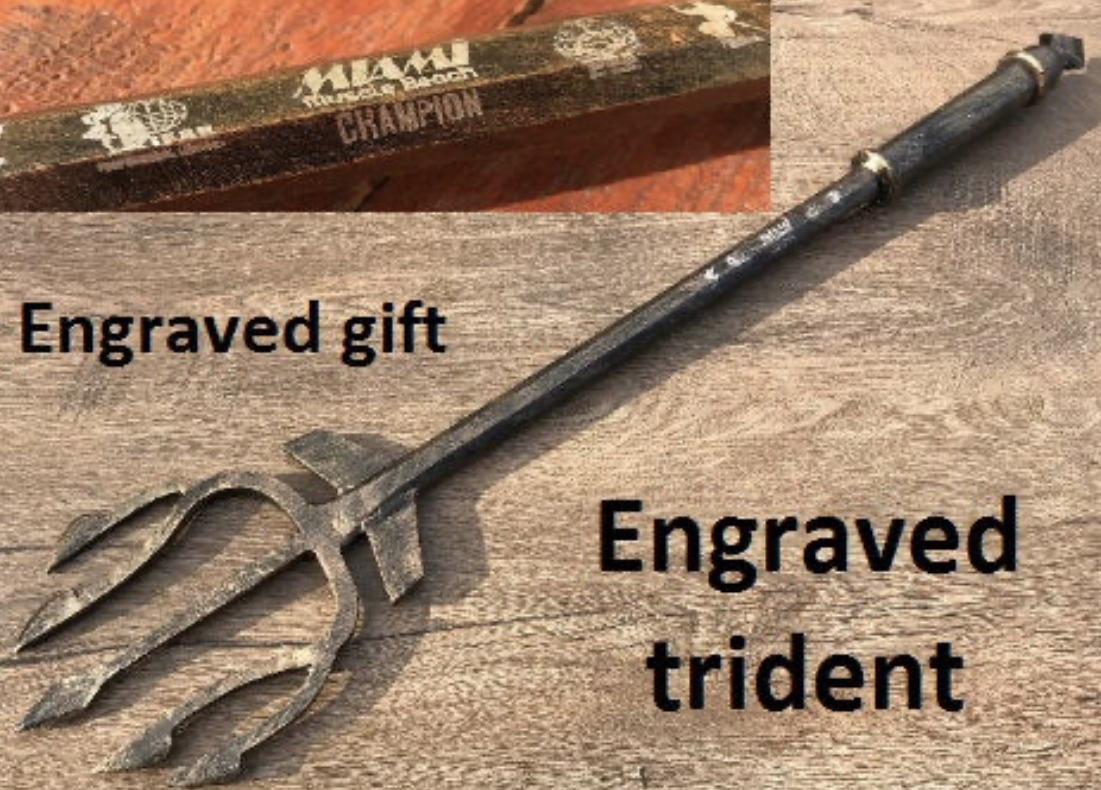 MIAMI
Muscle Beach
CHAMPION
Engraved gift
Engraved
trident